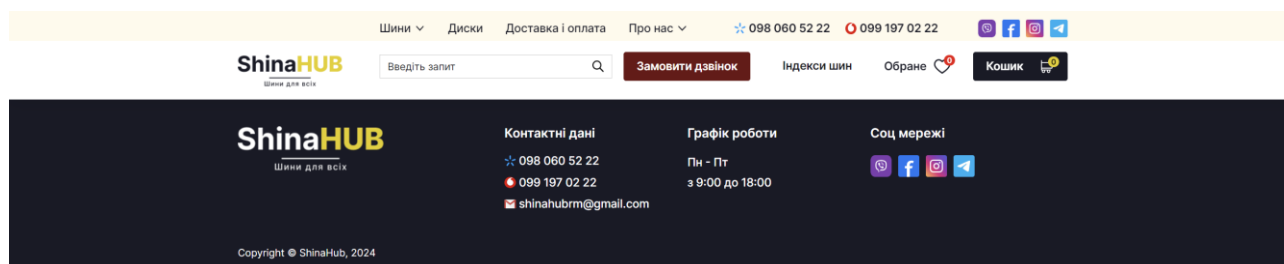 Шини Диски Доставка і оплата Про нас 098 060 52 22 099 197 02 22
ShinaHUB
Шини для всіх
Введіть запит
Замовити дзвінок
Індекси шин
Обране 0
Кошик 0
ShinaHUB
Шини для всіх
Контактні дані
098 060 52 22
099 197 02 22
shinahubrm@gmail.com
Графік роботи
Пн - Пт
з 9:00 до 18:00
Соц мережі
Copyright © ShinaHub, 2024